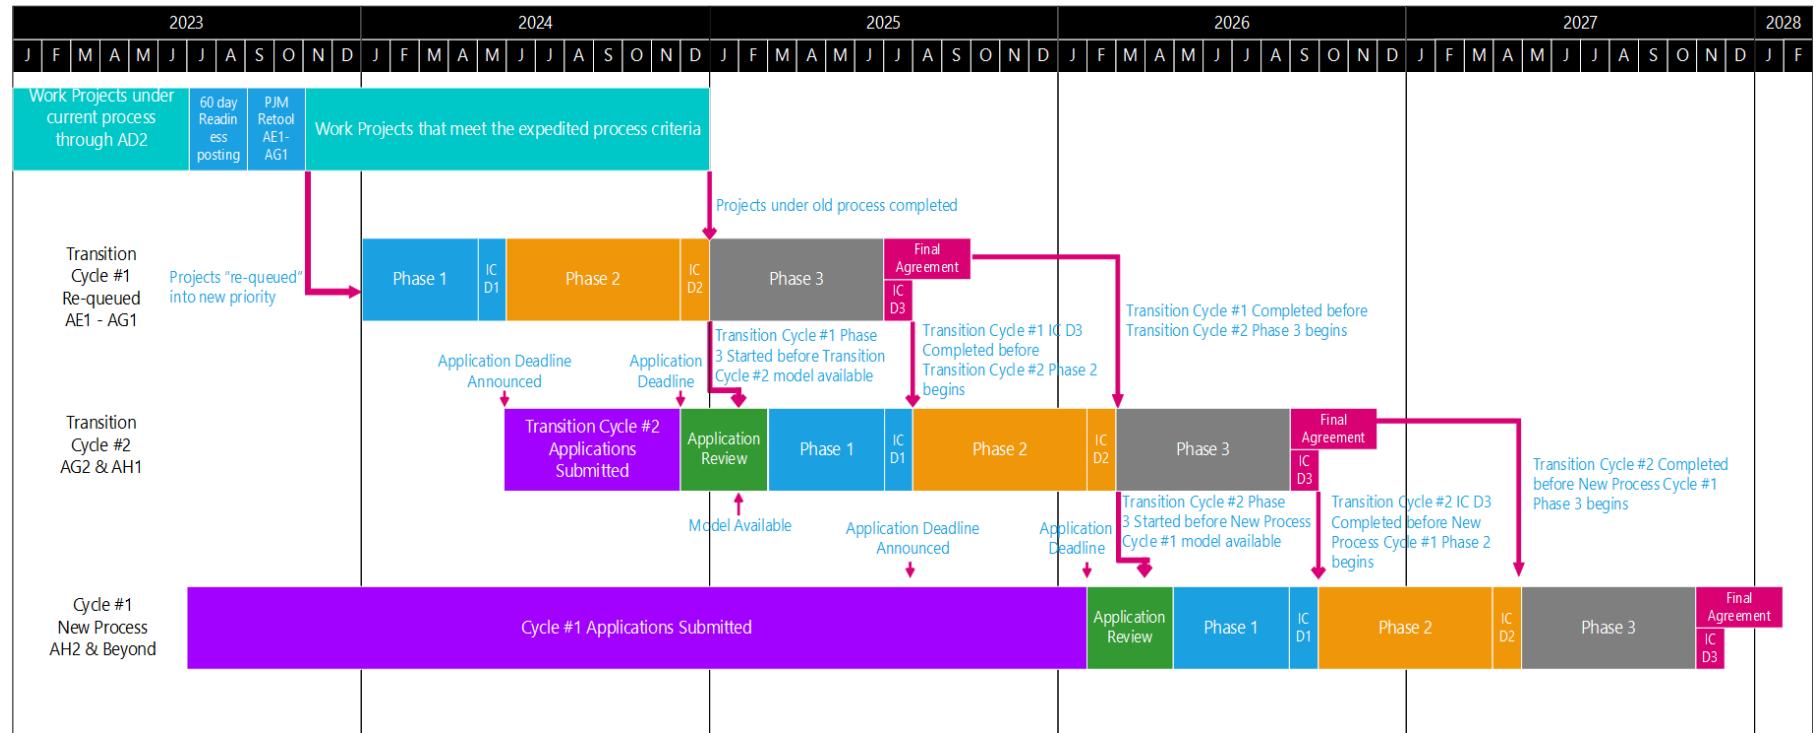 2023 2024 2025 2026 2027 2028
J F M A M J J A S O N D J F M A M J J A S O N D J F M A M J J A S O N D J F M A M J J A S O N D J F M A M J J A S O N D J F
Work Projects under
current process
through AD2
60 day
Readin
ess
posting
PJM
Retool
AE1-
AG1
Work Projects that meet the expedited process criteria
Projects under old process completed
Transition
Cycle #1
Re-queued
AE1 - AG1
Projects “re-queued”
into new priority
Phase 1
IC
D1
Phase 2
IC
D2
Phase 3
Final
Agreement
IC
D3
Transition Cycle #1 Completed before
Transition Cycle #2 Phase 3 begins
Transition Cycle #1 Phase
3 Started before Transition
Cycle #2 model available
Transition Cycle #1 IC D3
Completed before
Transition Cycle #2 Phase 2
begins
Application Deadline
Announced
Application
Deadline
Transition
Cycle #2
AG2 & AH1
Transition Cycle #2
Applications
Submitted
Application
Review
Phase 1
IC
D1
Phase 2
IC
D2
Phase 3
Final
Agreement
IC
D3
Transition Cycle #2 Completed
before New Process Cycle #1
Phase 3 begins
Model Available
Application Deadline
Announced
Application
Deadline
Transition Cycle #2 Phase
3 Started before New Process
Cycle #1 model available
Transition Cycle #2 IC D3
Completed before New
Process Cycle #1 Phase 2
begins
Cycle #1
New Process
AH2 & Beyond
Cycle #1 Applications Submitted
Application
Review
Phase 1
IC
D1
Phase 2
IC
D2
Phase 3
Final
Agreement
IC
D3